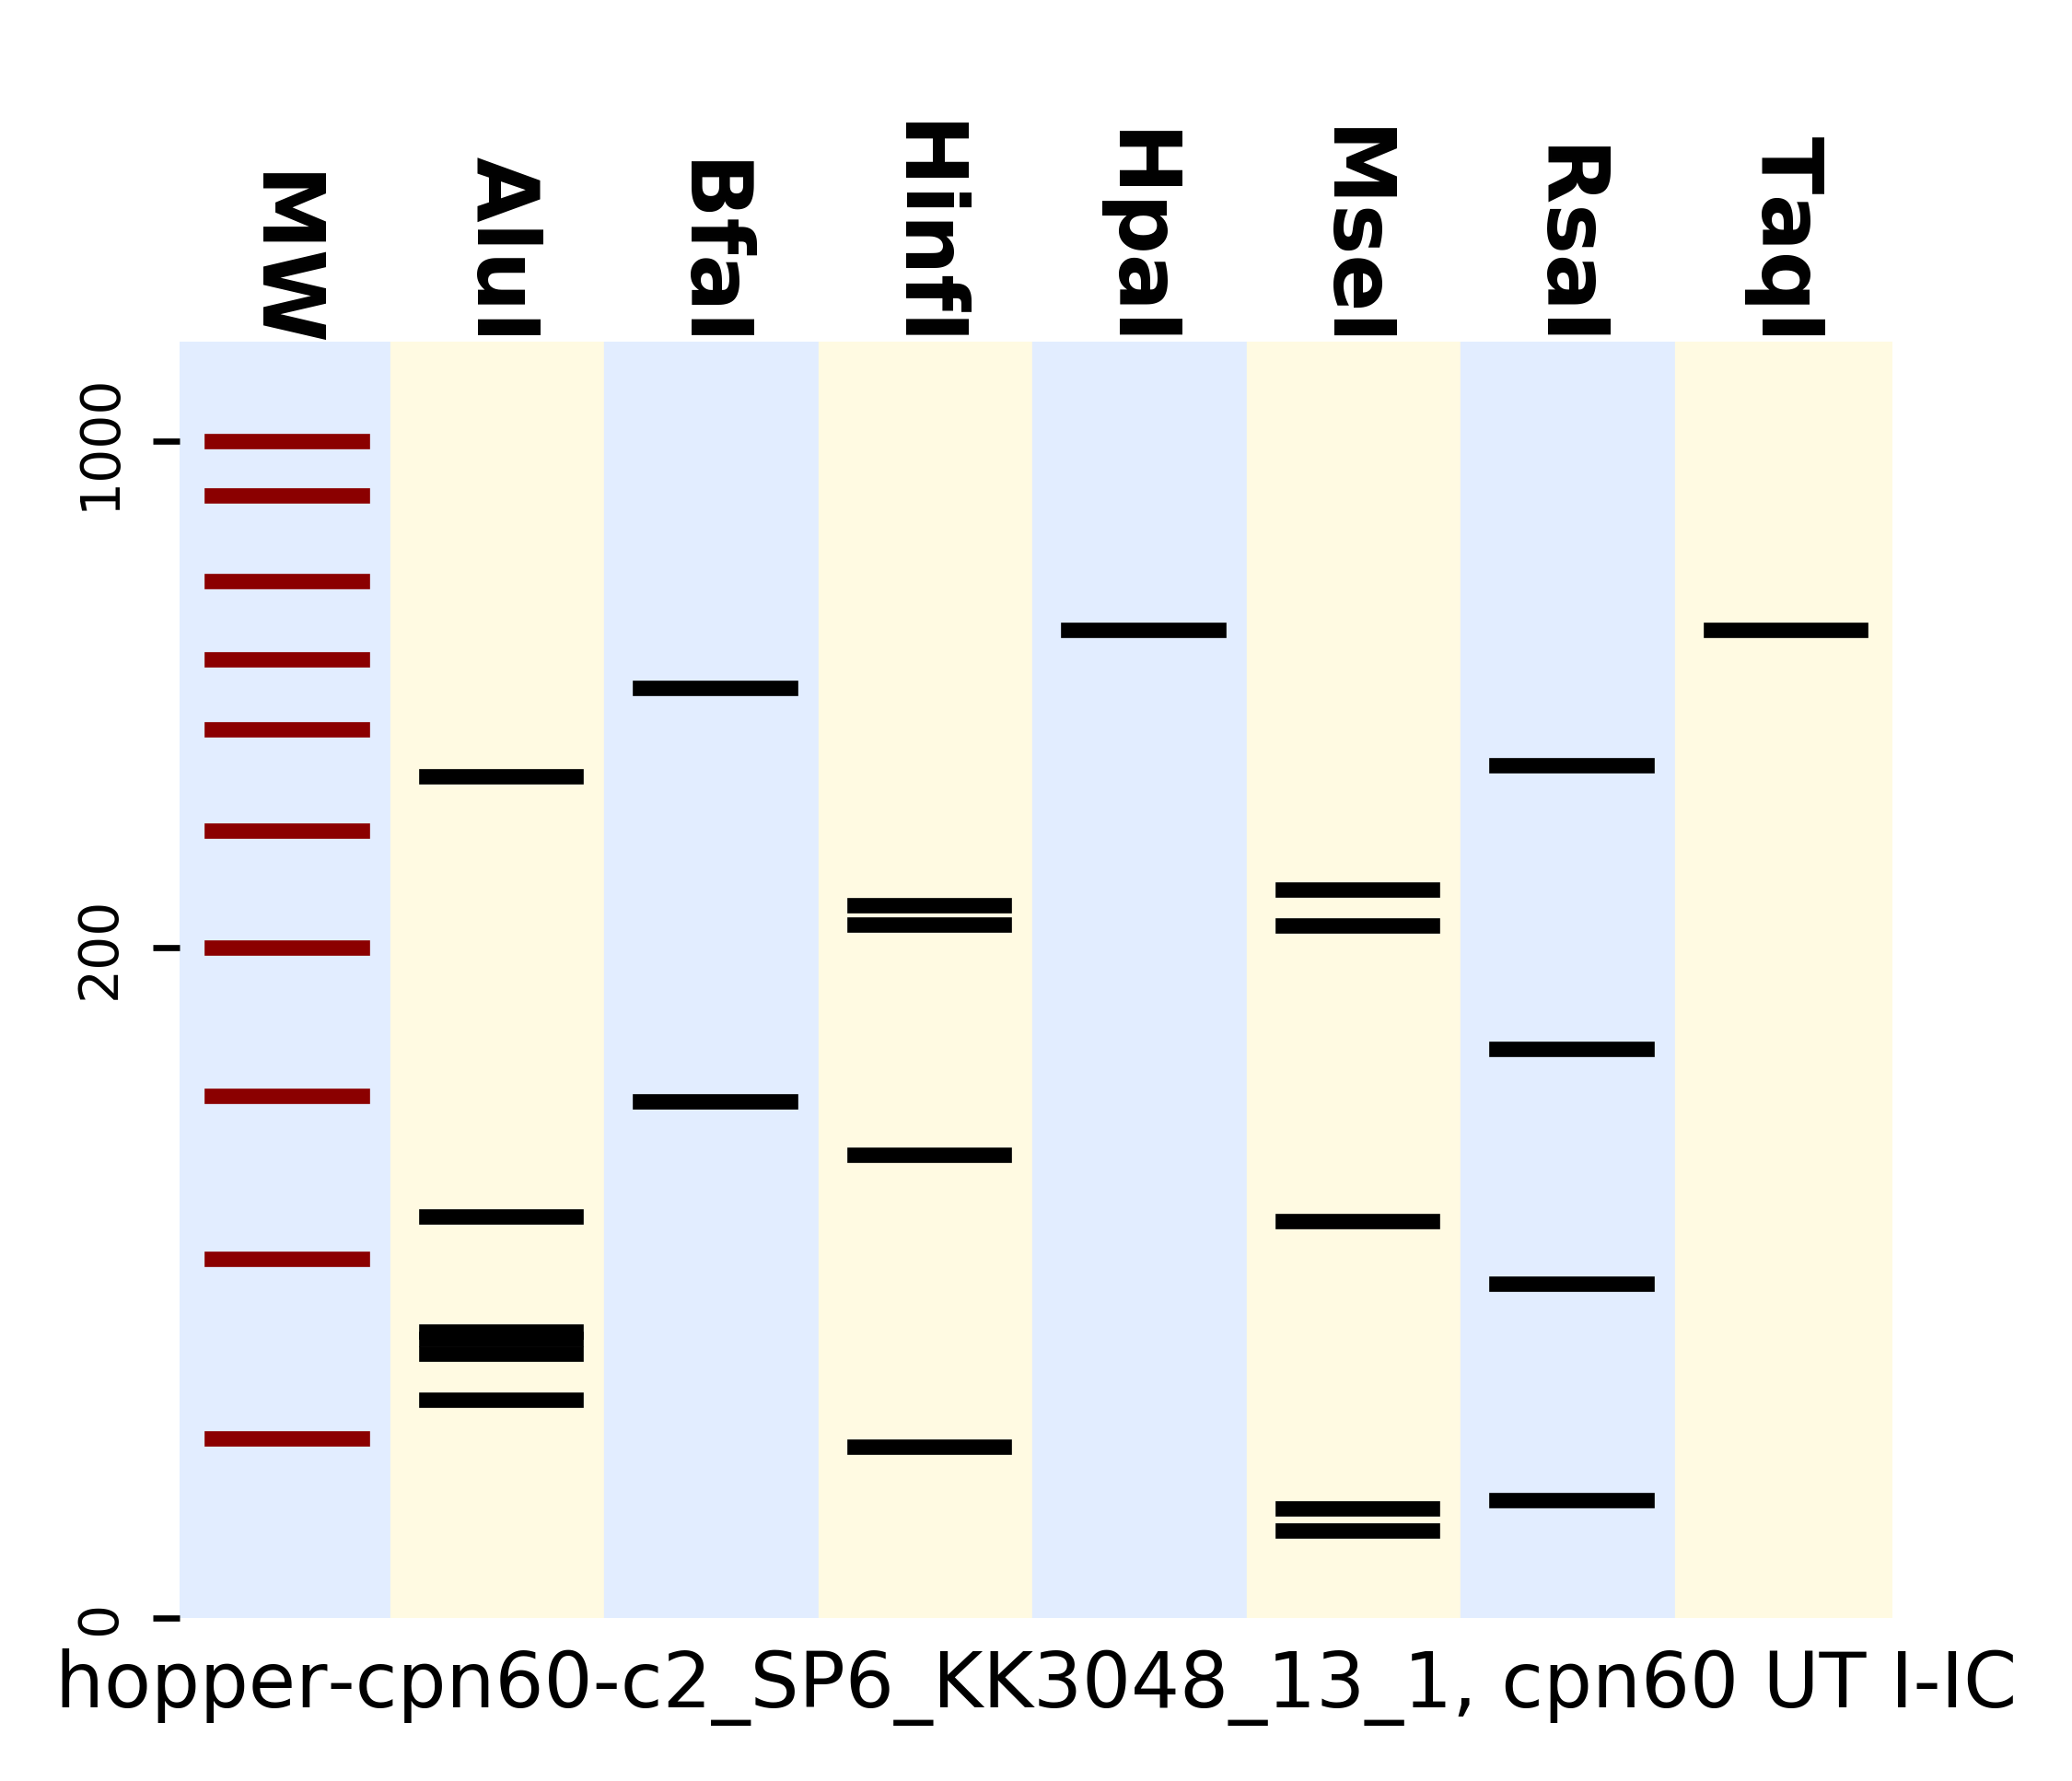 MW
AluI
BfaI
HinfI
HpaI
MseI
RsaI
TaqI
1000
200
0
hopper-cpn60-c2_SP6_KK3048_13_1, cpn60 UT I-IC